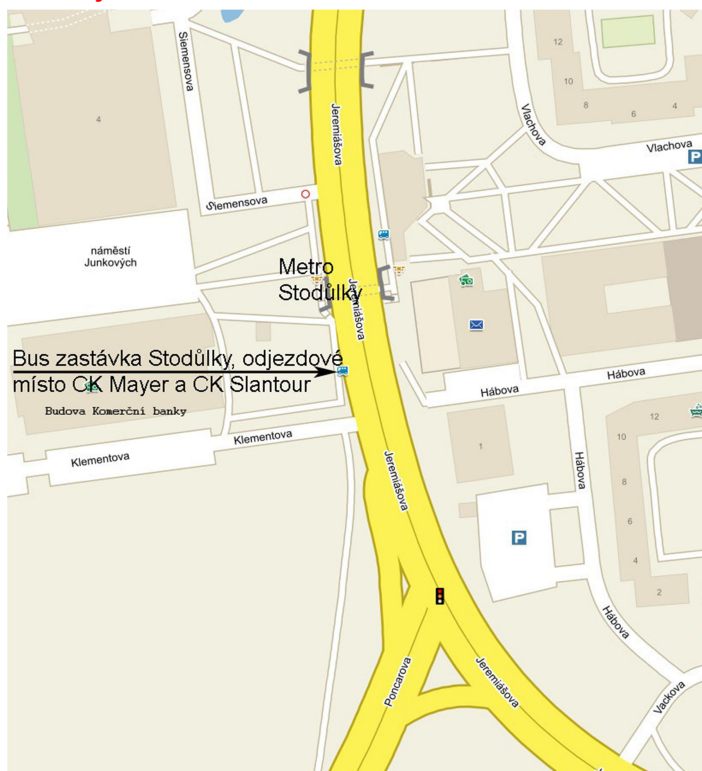 Siemensova
4
Jeremiášova
12
10
8
6
4
Vlachova
Vlachova
P
Siemensova
náměstí
Junkových
Metro
Stodůlky
Jeremiášova
Bus zastávka Stodůlky, odjezdové
místo CK Mayer a CK Slantour
Budova Komerční banky
Hábova
Hábova
Klementova
Klementova
Jeremiášova
1
Hábova
12
10
8
6
4
2
P
Hábova
Poncarova
Jeremiášova
Vackova